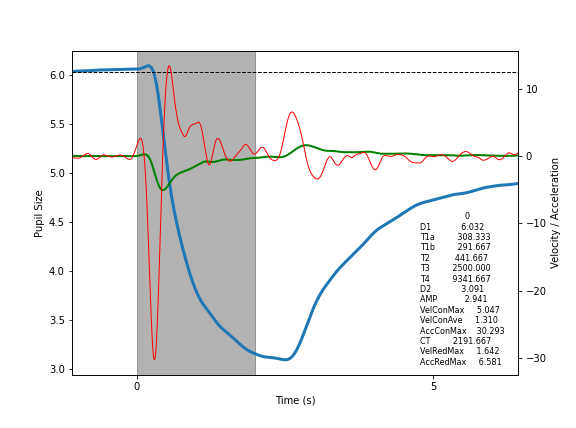 6.0
5.5
5.0
4.5
4.0
3.5
3.0
Pupil Size
0
5
Time (s)
10
0
−10
−20
−30
Velocity / Acceleration
0
D1 6.032
T1a 308.333
T1b 291.667
T2 441.667
T3 2500.000
T4 9341.667
D2 3.091
AMP 2.941
VelConMax 5.047
VelConAve 1.310
AccConMax 30.293
CT 2191.667
VelRedMax 1.642
AccRedMax 6.581